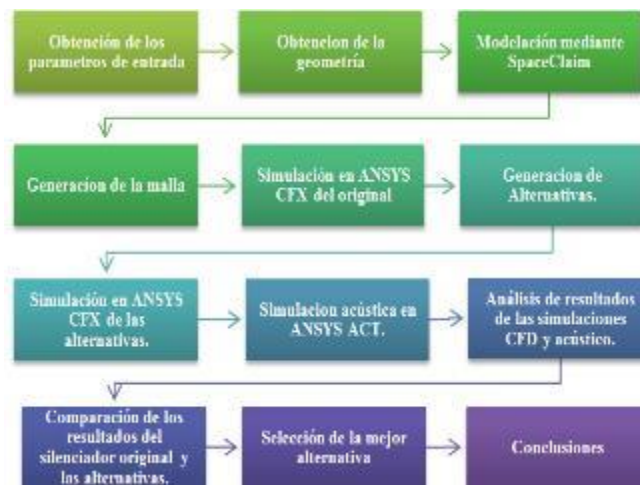 Obtención de los
parametros de entrada
Obtencion de la
geometría
Modelación mediante
SpaceClaim
Generacion de la malla
Simulación en ANSYS
CFX del original
Generacion de
Alternativas.
Simulación en ANSYS
CFX de las
alternativas.
Simulacion acústica en
ANSYS ACT.
Análisis de resultados
de las simulaciones
CFD y acústico.
Comparación de los
resultados del
silenciador original y
las alternativas.
Selección de la mejor
alternativa
Conclusiones